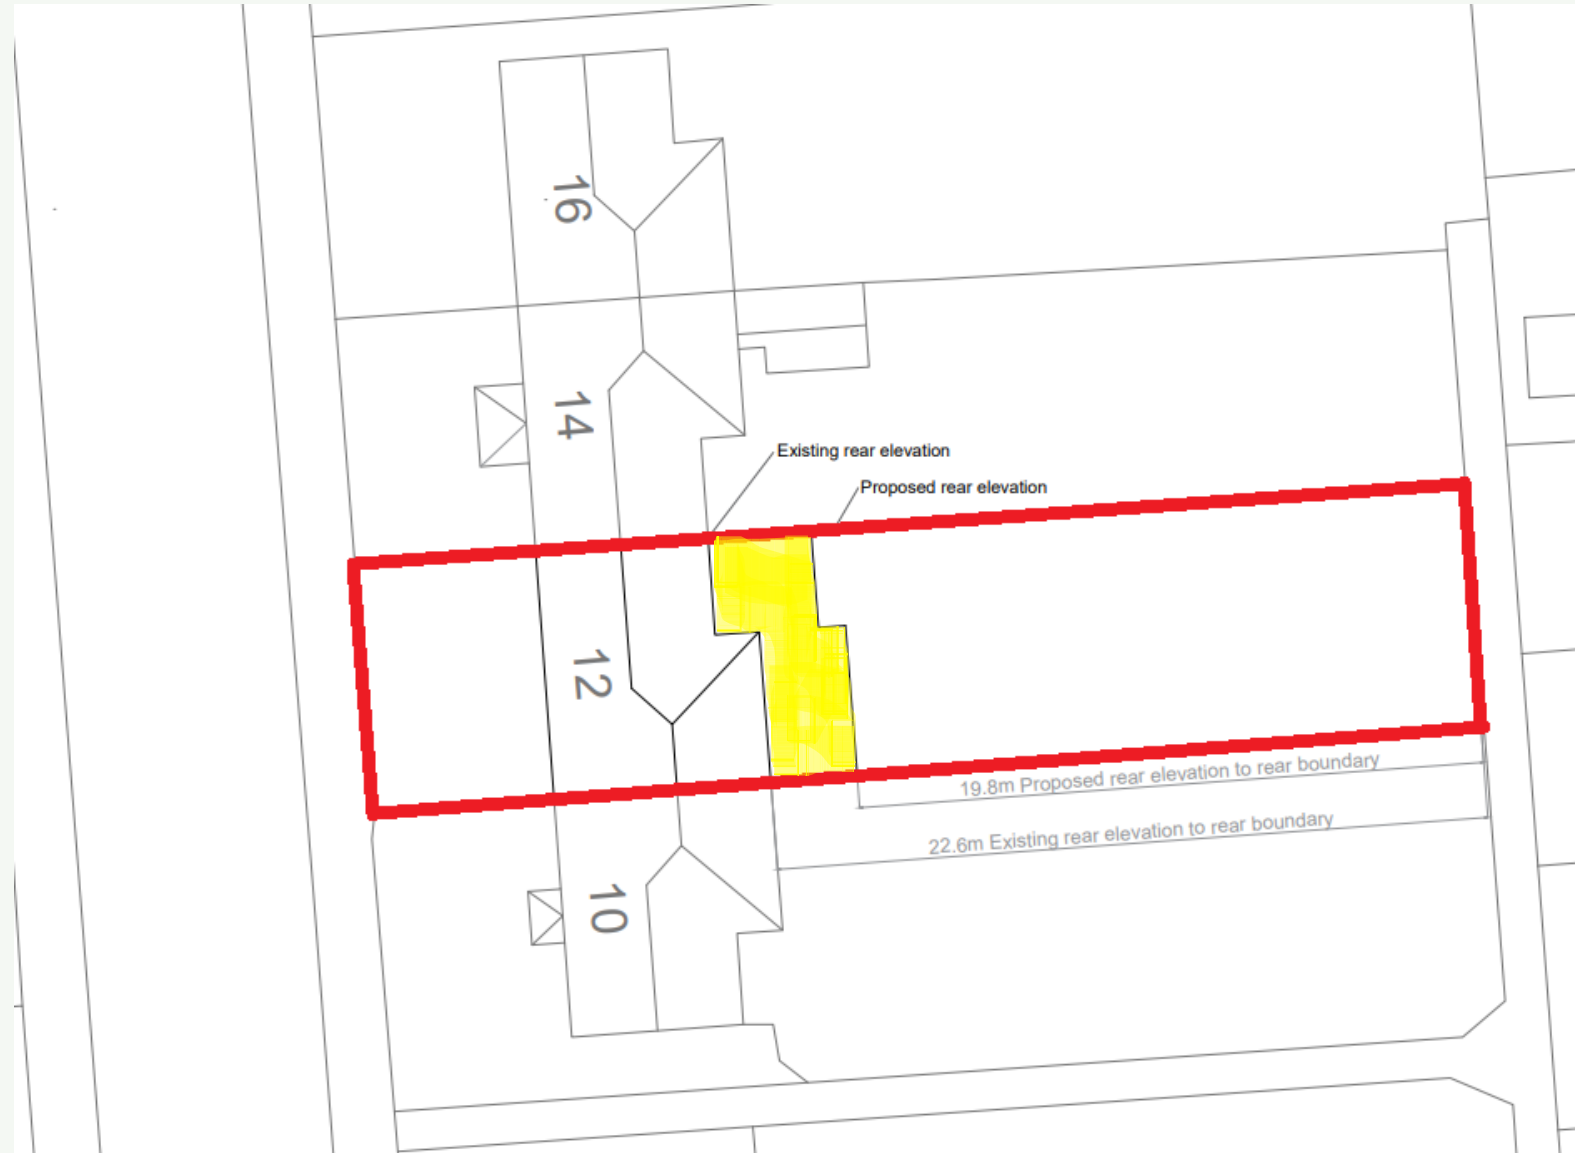 16
14
Existing rear elevation
Proposed rear elevation
12
19.8m Proposed rear elevation to rear boundary
22.6m Existing rear elevation to rear boundary
10